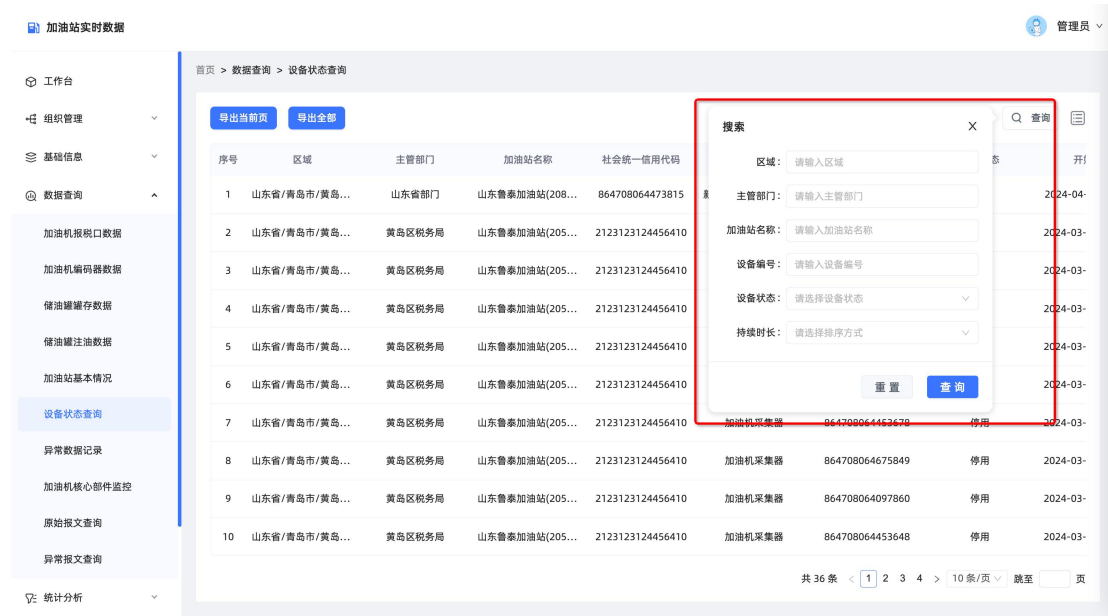 加油站实时数据
管理员
工作台
组织管理
基础信息
数据查询
加油机报税口数据
加油机编码器数据
储油罐罐存数据
储油罐注油数据
加油站基本情况
设备状态查询
异常数据记录
加油机核心部件监控
原始报文查询
异常报文查询
统计分析
首页 > 数据查询 > 设备状态查询
导出当前页 导出全部
查询
序号 区域 主管部门 加油站名称 社会统一信用代码 态
1 山东省/青岛市/黄岛... 山东省部门 山东鲁泰加油站(208... 864708064473815 2024-04-
2 山东省/青岛市/黄岛... 黄岛区税务局 山东鲁泰加油站(205... 2123123124456410 2024-03-
3 山东省/青岛市/黄岛... 黄岛区税务局 山东鲁泰加油站(205... 2123123124456410 2024-03-
4 山东省/青岛市/黄岛... 黄岛区税务局 山东鲁泰加油站(205... 2123123124456410 2024-03-
5 山东省/青岛市/黄岛... 黄岛区税务局 山东鲁泰加油站(205... 2123123124456410 2024-03-
6 山东省/青岛市/黄岛... 黄岛区税务局 山东鲁泰加油站(205... 2123123124456410 2024-03-
7 山东省/青岛市/黄岛... 黄岛区税务局 山东鲁泰加油站(205... 2123123124456410 加油机采集器 864708064453678 停用 2024-03-
8 山东省/青岛市/黄岛... 黄岛区税务局 山东鲁泰加油站(205... 2123123124456410 加油机采集器 864708064675849 停用 2024-03-
9 山东省/青岛市/黄岛... 黄岛区税务局 山东鲁泰加油站(205... 2123123124456410 加油机采集器 864708064097860 停用 2024-03-
10 山东省/青岛市/黄岛... 黄岛区税务局 山东鲁泰加油站(205... 2123123124456410 加油机采集器 864708064453648 停用 2024-03-
搜索 X
区域: 请输入区域
主管部门: 请输入主管部门
加油站名称: 请输入加油站名称
设备编号: 请输入设备编号
设备状态: 请选择设备状态
持续时长: 请选择排序方式
重置 查询
共 36 条 < 1 2 3 4 > 10 条/页 跳至 页